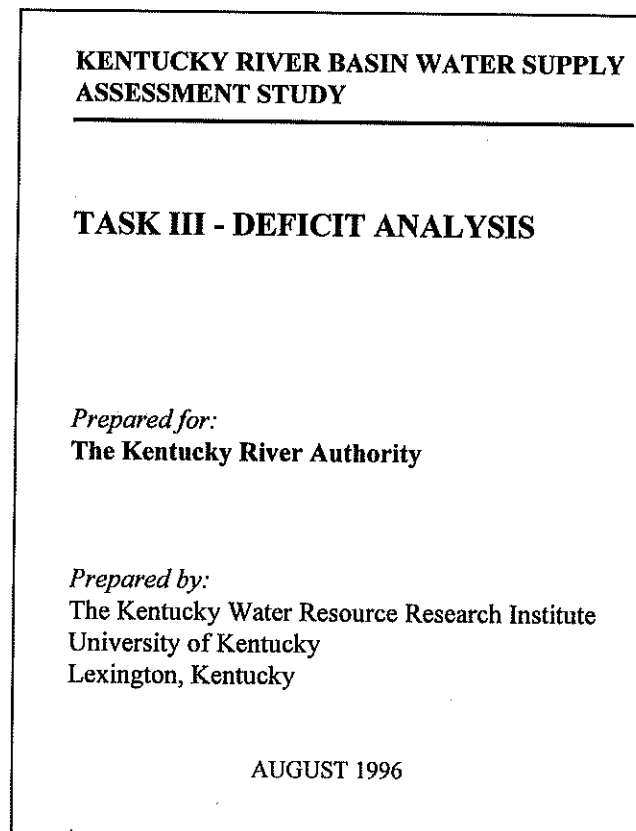 KENTUCKY RIVER BASIN WATER SUPPLY
ASSESSMENT STUDY
TASK III - DEFICIT ANALYSIS
Prepared for:
The Kentucky River Authority
Prepared by:
The Kentucky Water Resource Research Institute
University of Kentucky
Lexington, Kentucky
AUGUST 1996